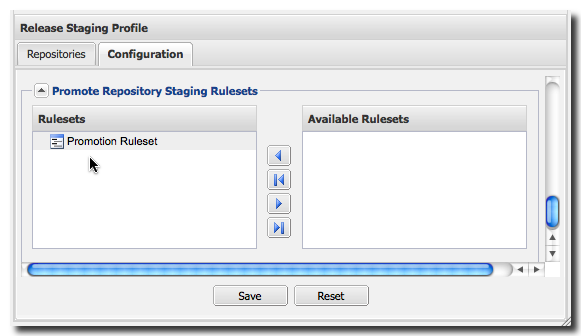 Release Staging Profile
Repositories Configuration
Promote Repository Staging Rulesets
Rulesets Available Rulesets
Promotion Ruleset
Save Reset